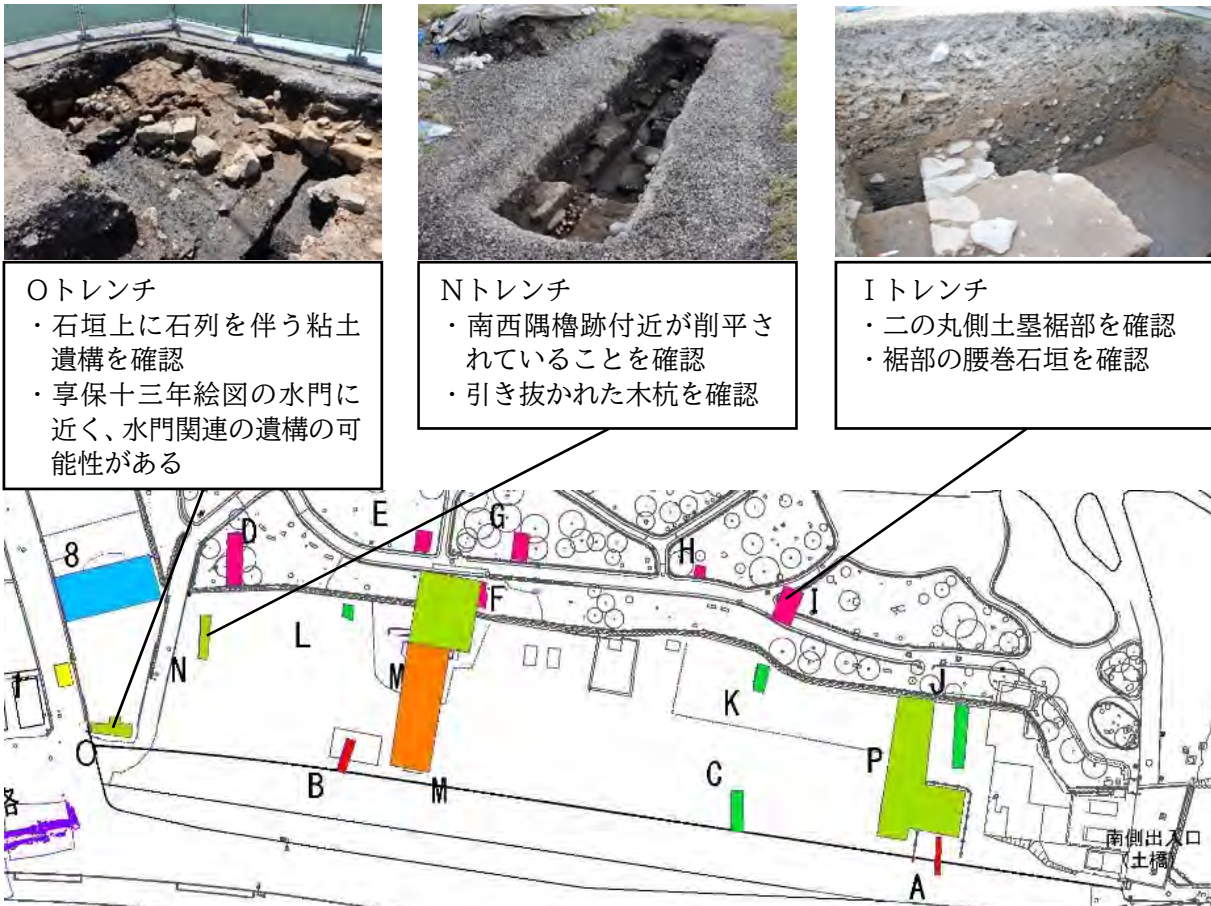 Oトレンチ
・石垣上に石列を伴う粘土
遺構を確認
・享保十三年絵図の水門に
近く、水門関連の遺構の可
能性がある
Nトレンチ
・南西隅櫓跡付近が削平さ
れていることを確認
・引き抜かれた木杭を確認
Iトレンチ
・二の丸側土塁裾部を確認
・裾部の腰巻石垣を確認
D
E
G
H
8
F
I
L
N
M
K
J
O
B
M
C
P
南側出入口
(土橋)
A